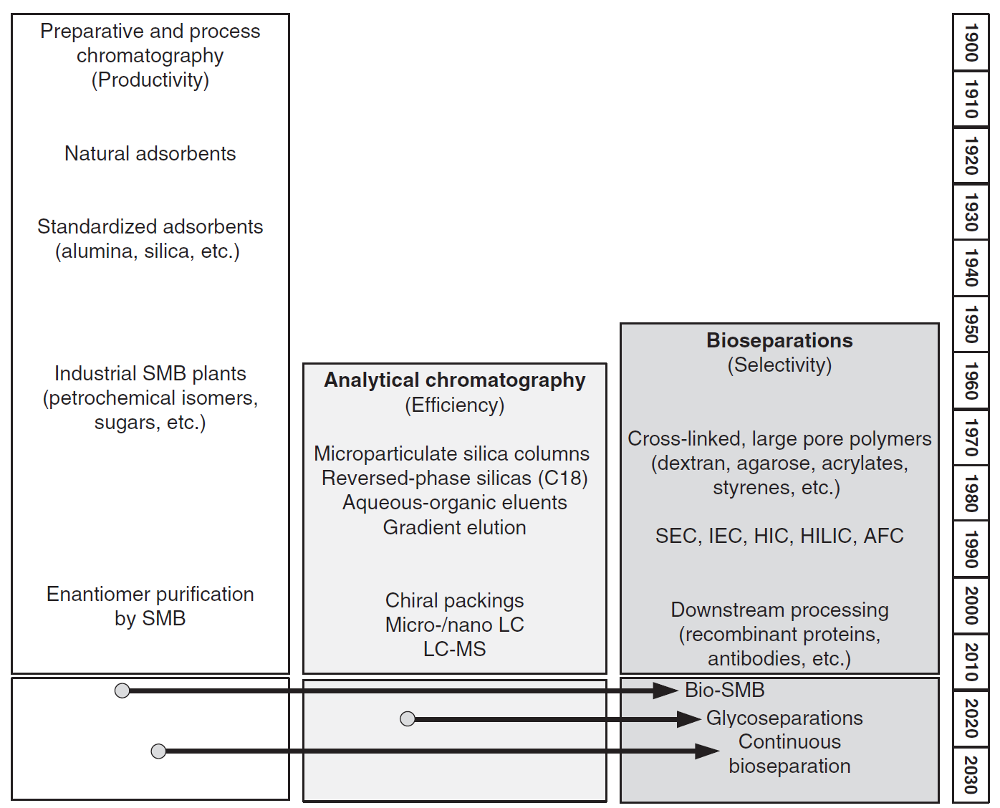 Preparative and process
chromatography
(Productivity)
Natural adsorbents
Standardized adsorbents
(alumina, silica, etc.)
Industrial SMB plants
(petrochemical isomers,
sugars, etc.)
Enantiomer purification
by SMB
Analytical chromatography
(Efficiency)
Microparticulate silica columns
Reversed-phase silicas (C18)
Aqueous-organic eluents
Gradient elution
Chiral packings
Micro-/nano LC
LC-MS
Bioseparations
(Selectivity)
Cross-linked, large pore polymers
(dextran, agarose, acrylates,
styrenes, etc.)
SEC, IEC, HIC, HILIC, AFC
Downstream processing
(recombinant proteins,
antibodies, etc.)
Bio-SMB
Glycoseparations
Continuous
bioseparation
1900
1910
1920
1930
1940
1950
1960
1970
1980
1990
2000
2010
2020
2030